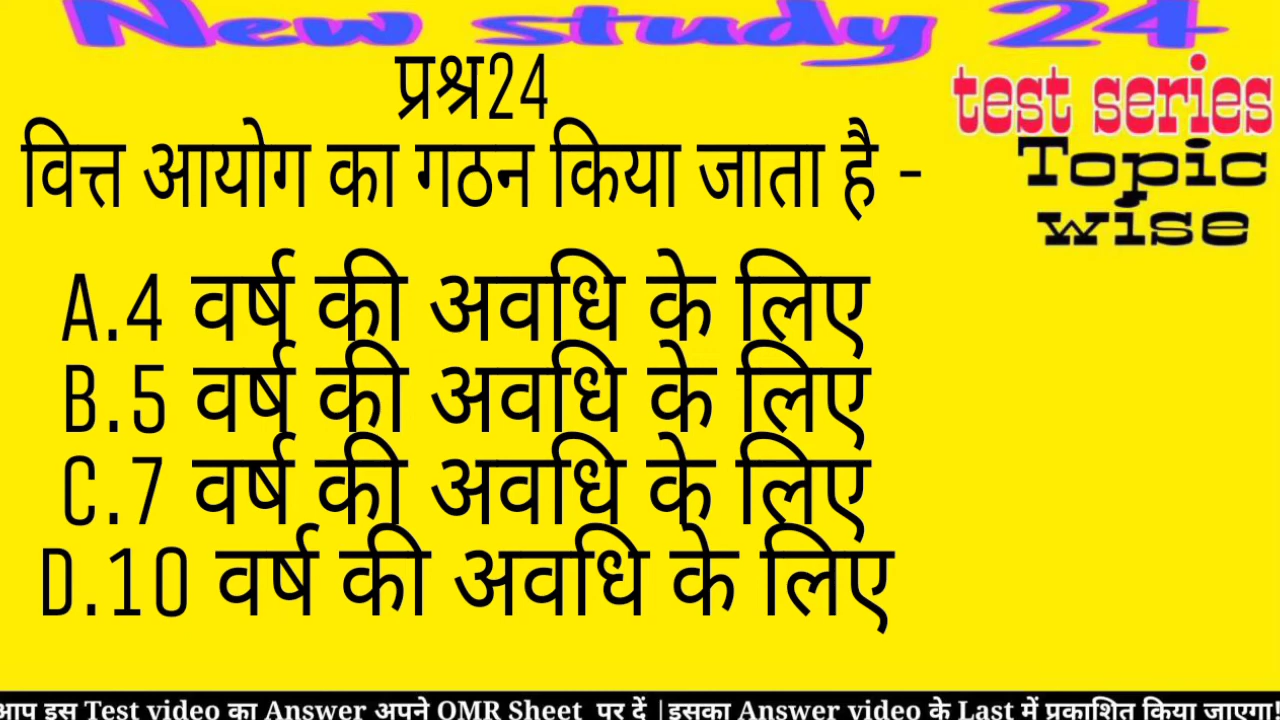 New study 24
test series
Topic
wise
प्रश्न24
वित्त आयोग का गठन किया जाता है -
A.4 वर्ष की अवधि के लिए
B.5 वर्ष की अवधि के लिए
C.7 वर्ष की अवधि के लिए
D.10 वर्ष की अवधि के लिए
आप इस Test video का Answer अपने OMR Sheet पर दें |इसका Answer video के Last में प्रकाशित किया जाएगा!